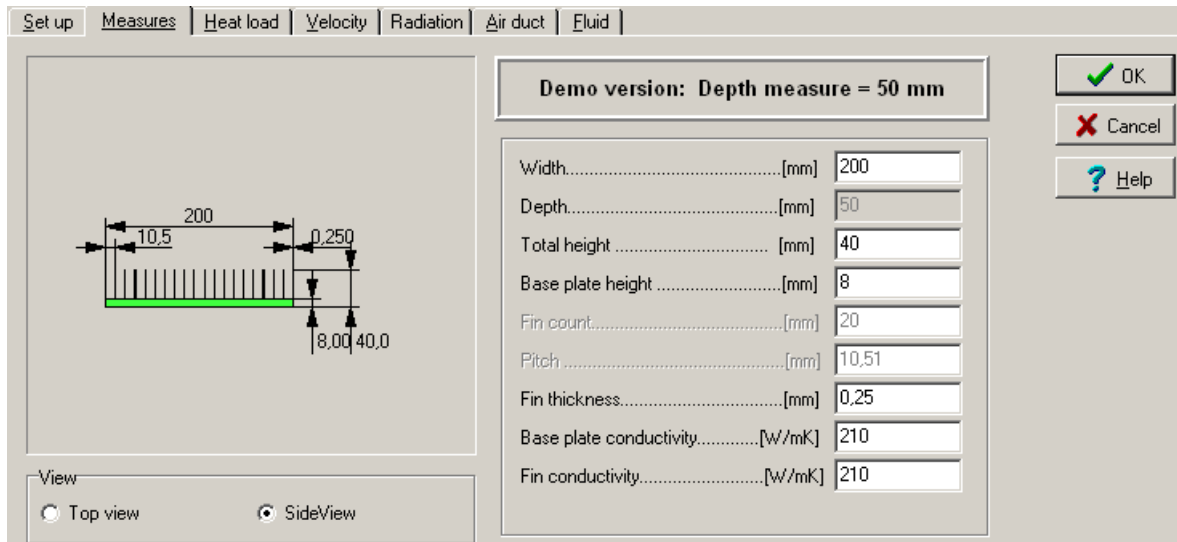 Set up Measures Heat load Velocity Radiation Air duct Fluid
Demo version: Depth measure = 50 mm
OK
Cancel
Help
200
10,5
0,250
8,00 40,0
Width........................................[mm] 200
Depth.......................................[mm] 50
Total height ............................ [mm] 40
Base plate height .......................[mm] 8
Fin count...................................[mm] 20
Pitch .........................................[mm] 10,51
Fin thickness..............................[mm] 0,25
Base plate conductivity............[W/mK] 210
Fin conductivity.......................[W/mK] 210
View
Top view SideView